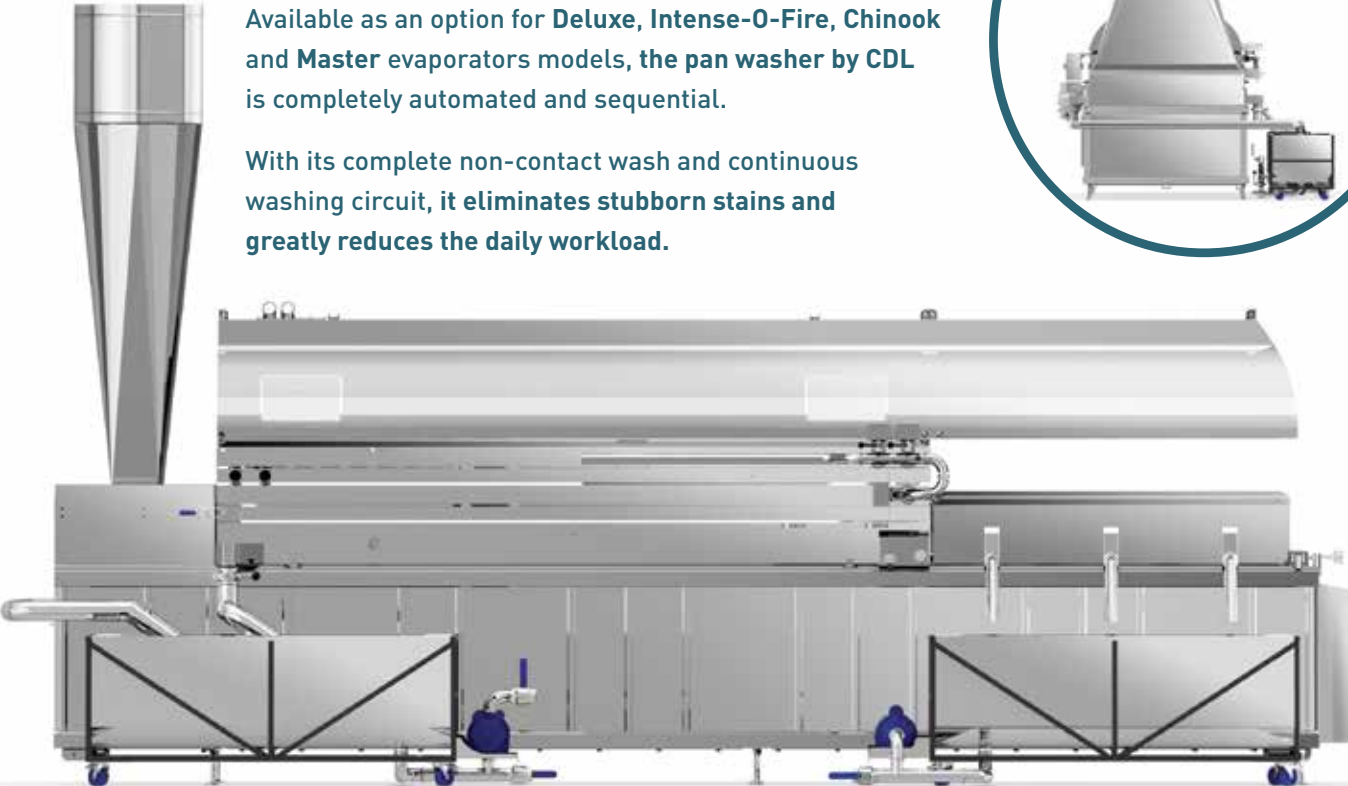 Available as an option for Deluxe, Intense-O-Fire, Chinook
and Master evaporators models, the pan washer by CDL
is completely automated and sequential.
With its complete non-contact wash and continuous
washing circuit, it eliminates stubborn stains and
greatly reduces the daily workload.